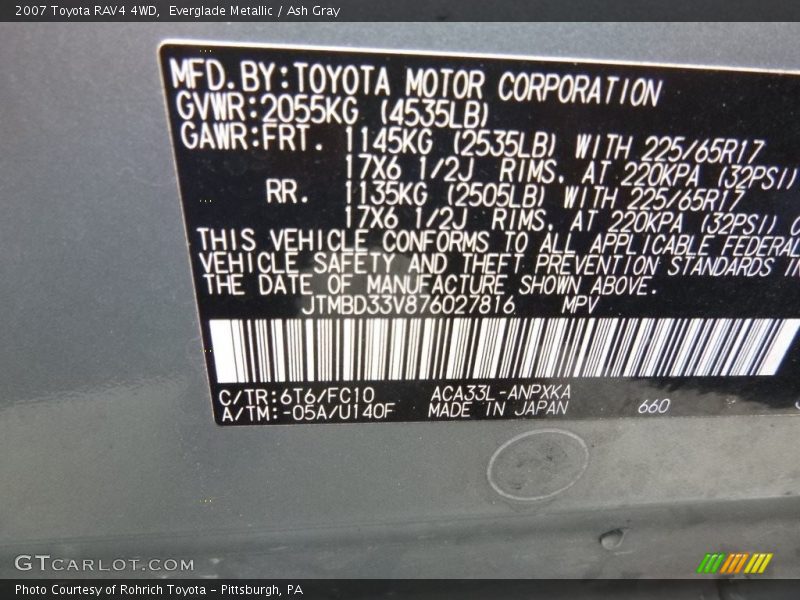 2007 Toyota RAV4 4WD, Everglade Metallic / Ash Gray
MFD.BY:TOYOTA MOTOR CORPORATION
GVWR:2055KG (4535LB)
GAWR:FRT. 1145KG (2535LB) WITH 225/65R17
17X6 1/2J RIMS. AT 220KPA (32PSI)
RR. 1135KG (2505LB) WITH 225/65R17
17X6 1/2J RIMS. AT 220KPA (32PSI)
THIS VEHICLE CONFORMS TO ALL APPLICABLE FEDERAL
VEHICLE SAFETY AND THEFT PREVENTION STANDARDS IN
THE DATE OF MANUFACTURE SHOWN ABOVE.
JTMBD33V876027816 MPV
C/TR:6T6/FC10 ACA33L-ANPXKA
A/TM:-05A/U140F MADE IN JAPAN 660
GTCARLOT.COM
Photo Courtesy of Rohrich Toyota - Pittsburgh, PA